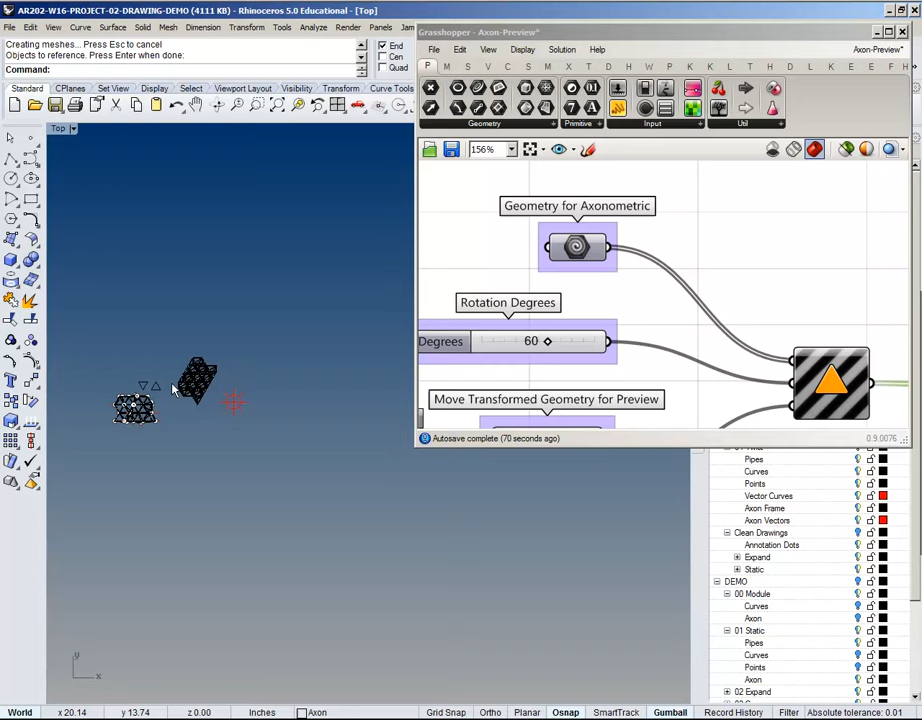 AR202-W16-PROJECT-02-DRAWING-DEMO (4111 KB) - Rhinoceros 5.0 Educational - [Top]
File Edit View Curve Surface Solid Mesh Dimension Transform Tools Analyze Render Panels
Creating meshes... Press Esc to cancel
Objects to reference. Press Enter when done:
Command:
End
Cen
Quad
Standard CPlanes Set View Display Select Viewport Layout Visibility Transform Curve Tools
Top
Grasshopper - Axon-Preview*
File Edit View Display Solution Help Axon-Preview*
P M S V C S M X T D W A L K H E F
Geometry Primitive Input Util
156%
Geometry for Axonometric
Rotation Degrees
Degrees 60
Move Transformed Geometry for Preview
Autosave complete (70 seconds ago) 0.9.0076
Pipes
Curves
Points
Vector Curves
Axon Frame
Axon Vectors
Clean Drawings
Annotation Dots
Expand
Static
DEMO
00 Module
Curves
Axon
01 Static
Pipes
Curves
Points
Axon
02 Expand
y
x
World x 20.14 y 13.74 z 0.00 Inches Axon Grid Snap Ortho Planar Osnap SmartTrack Gumball Record History Filter Absolute tolerance: 0.01